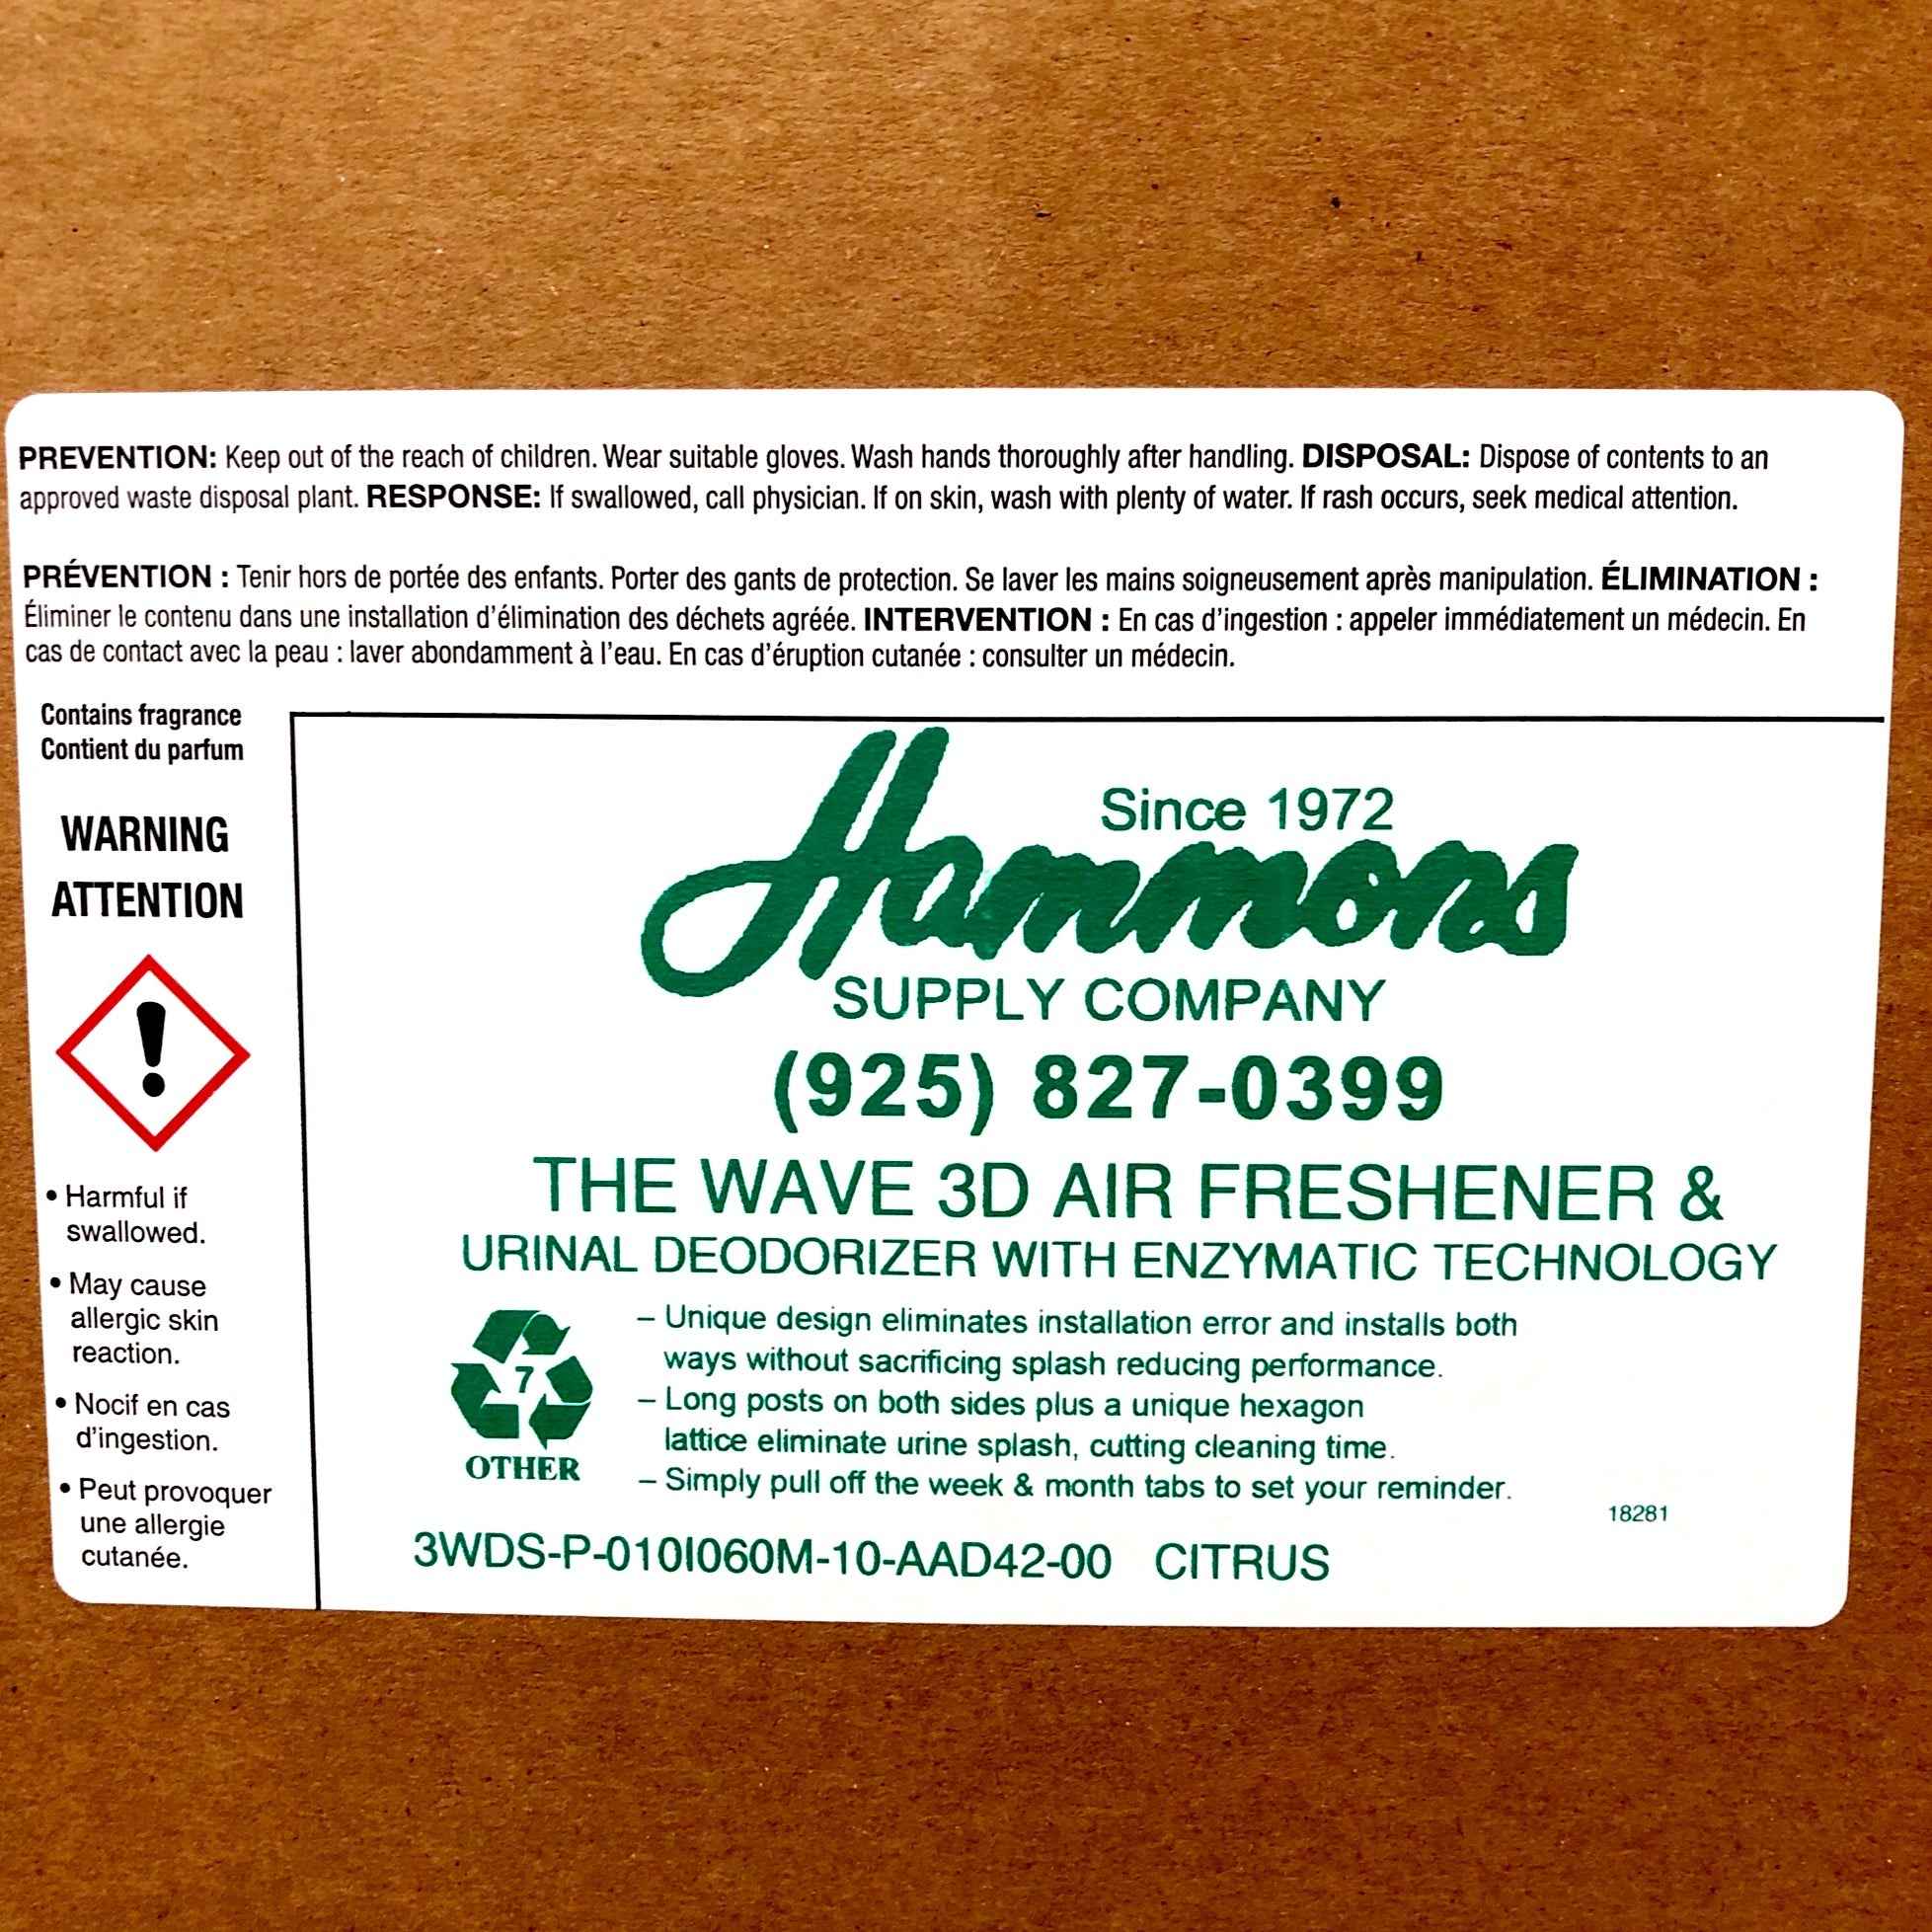 PREVENTION: Keep out of the reach of children. Wear suitable gloves. Wash hands thoroughly after handling. DISPOSAL: Dispose of contents to an
approved waste disposal plant. RESPONSE: If swallowed, call physician. If on skin, wash with plenty of water. If rash occurs, seek medical attention.
PRÉVENTION : Tenir hors de portée des enfants. Porter des gants de protection. Se laver les mains soigneusement après manipulation. ÉLIMINATION :
Éliminer le contenu dans une installation d'élimination des déchets agréée. INTERVENTION : En cas d'ingestion : appeler immédiatement un médecin. En
cas de contact avec la peau : laver abondamment à l'eau. En cas d'éruption cutanée : consulter un médecin.
Contains fragrance
Contient du parfum
WARNING
ATTENTION
!
• Harmful if
swallowed.
• May cause
allergic skin
reaction.
• Nocif en cas
d'ingestion.
• Peut provoquer
une allergie
cutanée.
Since 1972
Hammons
SUPPLY COMPANY
(925) 827-0399
THE WAVE 3D AIR FRESHENER &
URINAL DEODORIZER WITH ENZYMATIC TECHNOLOGY
7
OTHER
– Unique design eliminates installation error and installs both
ways without sacrificing splash reducing performance.
– Long posts on both sides plus a unique hexagon
lattice eliminate urine splash, cutting cleaning time.
– Simply pull off the week & month tabs to set your reminder.
18281
3WDS-P-010I060M-10-AAD42-00 CITRUS